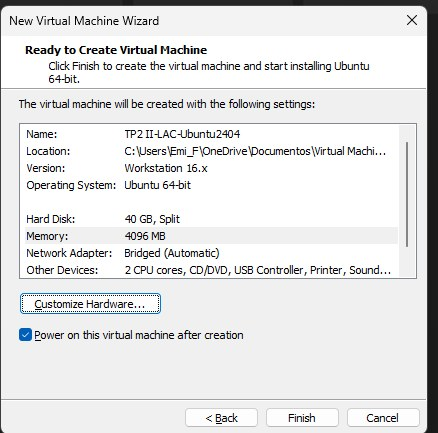 New Virtual Machine Wizard
Ready to Create Virtual Machine
Click Finish to create the virtual machine and start installing Ubuntu
64-bit.
The virtual machine will be created with the following settings:
Name: TP2 II-LAC-Ubuntu2404
Location: C:\Users\Emi_F\OneDrive\Documentos\Virtual Machi...
Version: Workstation 16.x
Operating System: Ubuntu 64-bit
Hard Disk: 40 GB, Split
Memory: 4096 MB
Network Adapter: Bridged (Automatic)
Other Devices: 2 CPU cores, CD/DVD, USB Controller, Printer, Sound...
Customize Hardware...
Power on this virtual machine after creation
< Back Finish Cancel